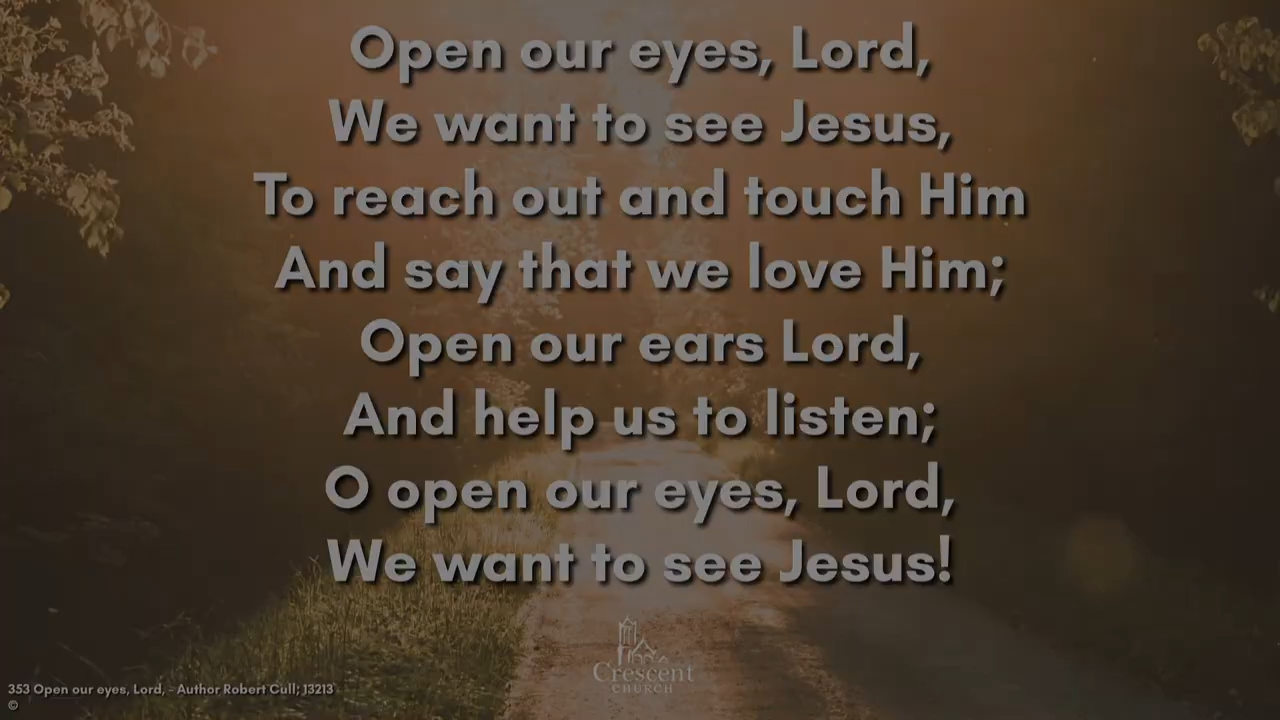 Open our eyes, Lord,
We want to see Jesus,
To reach out and touch Him
And say that we love Him;
Open our ears Lord,
And help us to listen;
O open our eyes, Lord,
We want to see Jesus!
Crescent
CHURCH
353 Open our eyes, Lord, - Author Robert Cull; 13213
©